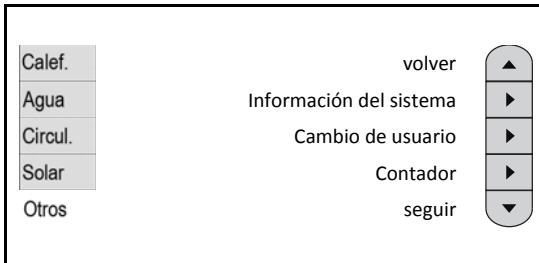 Calef. volver
Agua Información del sistema
Circul. Cambio de usuario
Solar Contador
Otros seguir